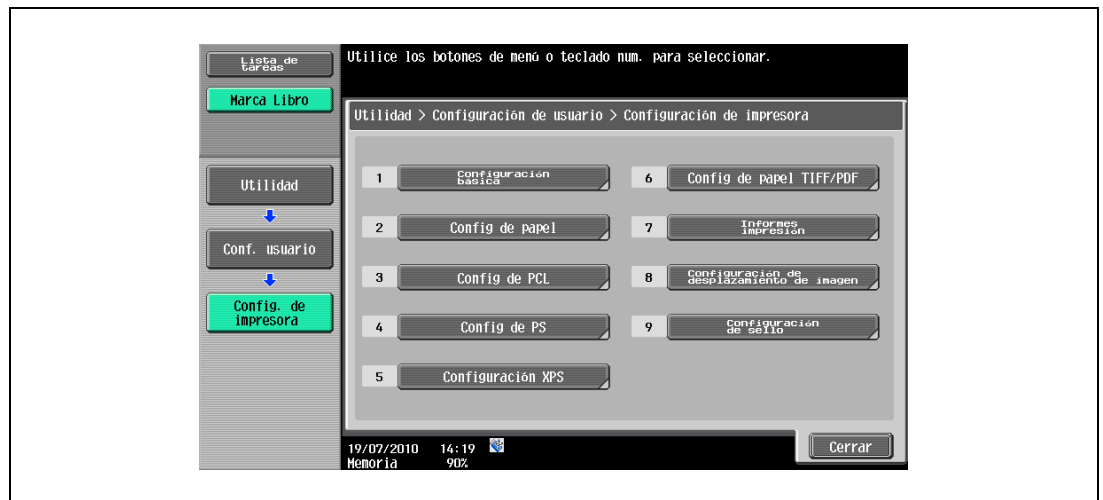 Lista de
tareas
Utilice los botones de menú o teclado num. para seleccionar.
Marca Libro
Utilidad > Configuración de usuario > Configuración de impresora
Utilidad
Conf. usuario
Config. de
impresora
1 Configuración
básica
2 Config de papel
3 Config de PCL
4 Config de PS
5 Configuración XPS
6 Config de papel TIFF/PDF
7 Informes
impresión
8 Configuración de
desplazamiento de imagen
9 Configuración
de sello
19/07/2010 14:19
Memoria 90%
Cerrar